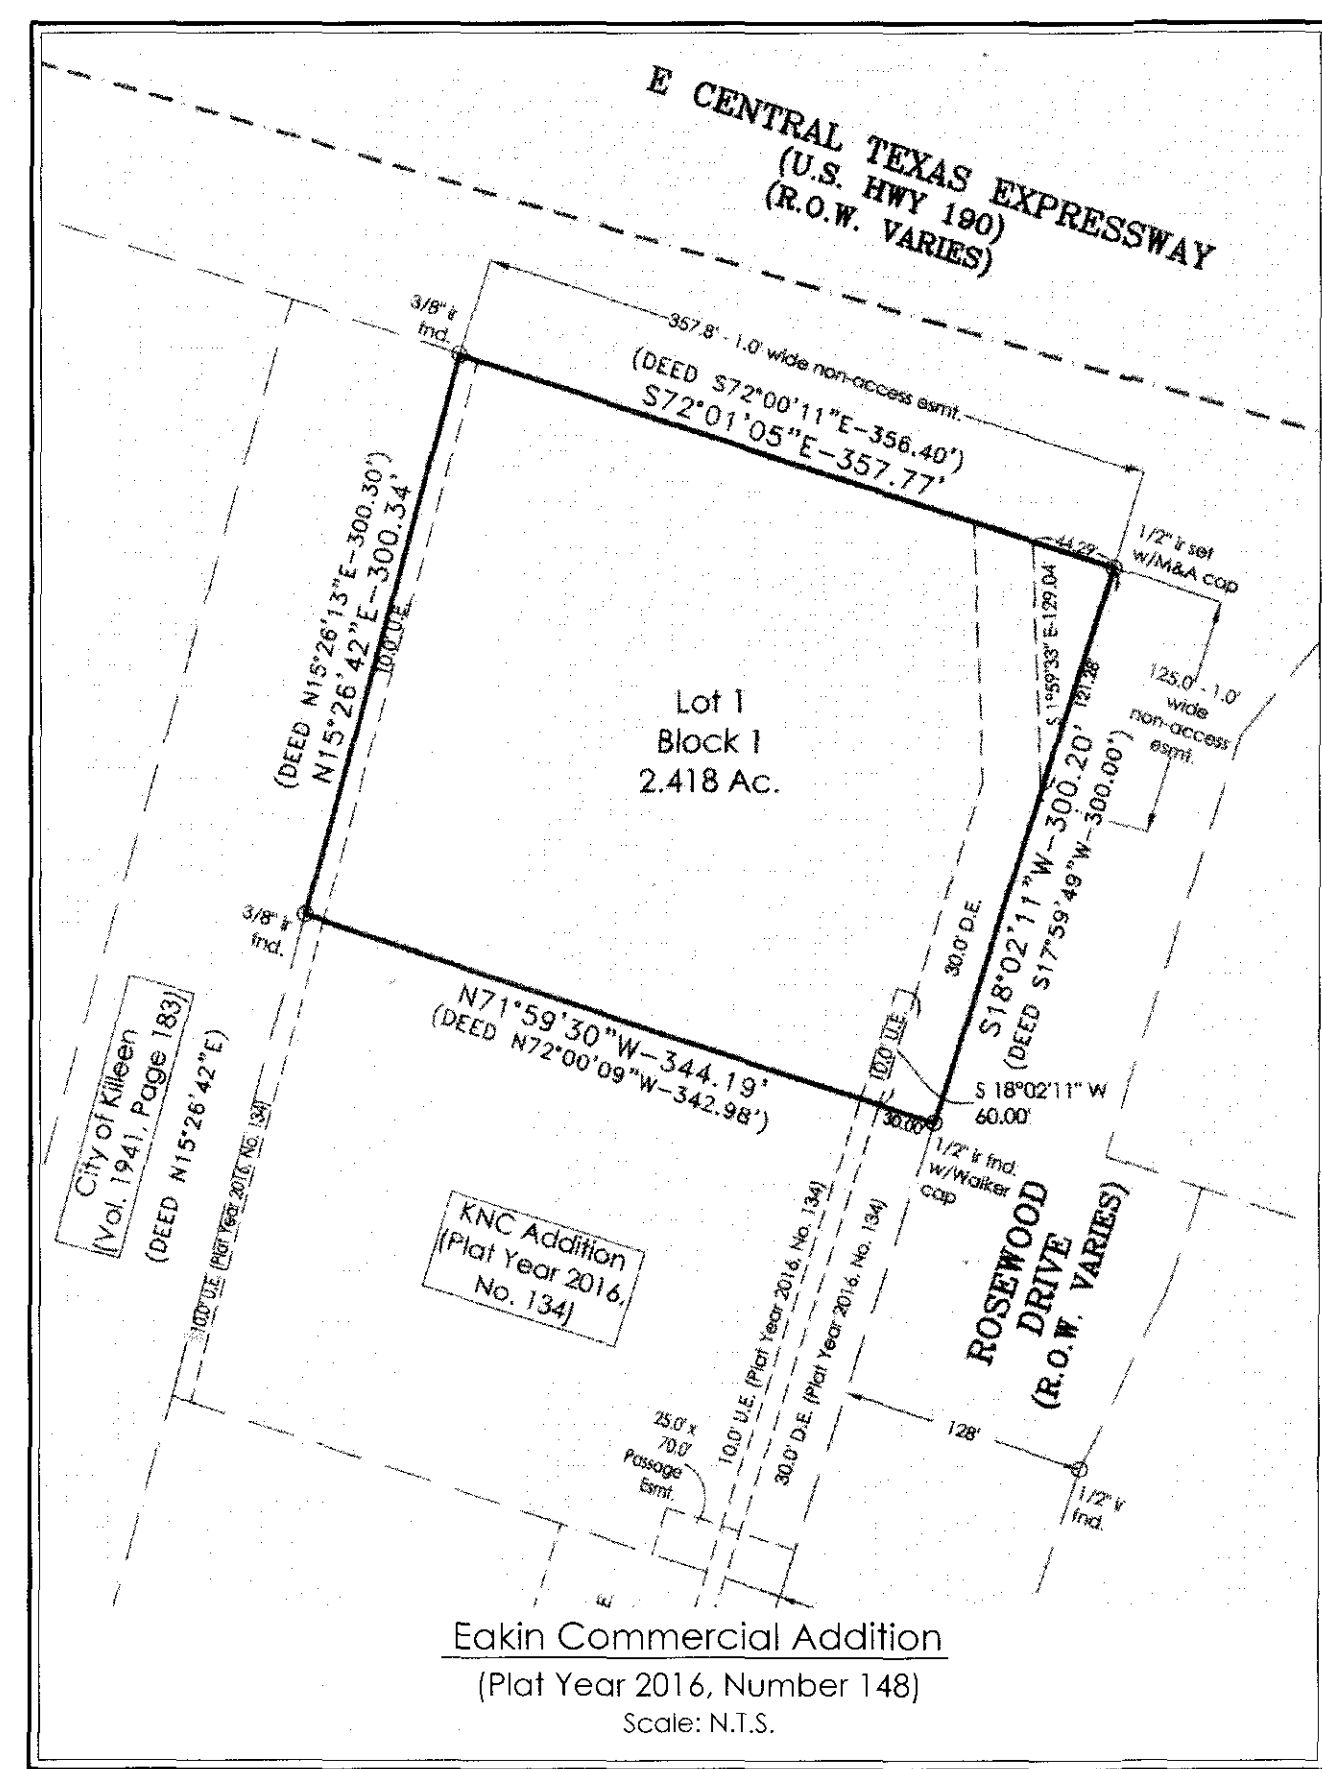 E CENTRAL TEXAS EXPRESSWAY
(U.S. HWY 190)
(R.O.W. VARIES)
3/8" ir
fnd.
357.8' - 1.0' wide non-access esmt.
(DEED S72°00'11"E-356.40')
S72°01'05"E-357.77'
1/2" ir set
w/M&A cap
44.29'
S 1°59'33" E-129.04'
121.28'
125.0' - 1.0'
wide
non-access
esmt.
(DEED N15°26'13"E-300.30')
N15°26'42"E-300.34'
10.0' U.E.
Lot 1
Block 1
2.418 Ac.
S18°02'11"W-300.20'
(DEED S17°59'49"W-300.00')
30.0' D.E.
10.0' U.E.
3/8" ir
fnd.
N71°59'30"W-344.19'
(DEED N72°00'09"W-342.98')
S 18°02'11" W
60.00'
30.00'
1/2" ir fnd.
w/Walker
cap
City of Killeen
(Vol. 1941, Page 183)
(DEED N15°26'42"E)
10.0' U.E. (Plat Year 2016, No. 134)
KNC Addition
(Plat Year 2016,
No. 134)
10.0' U.E. (Plat Year 2016, No. 134)
30.0' D.E. (Plat Year 2016, No. 134)
ROSEWOOD
DRIVE
(R.O.W. VARIES)
128'
1/2" ir
fnd.
25.0' x
70.0'
Passage
Esmt.
E
Eakin Commercial Addition
(Plat Year 2016, Number 148)
Scale: N.T.S.